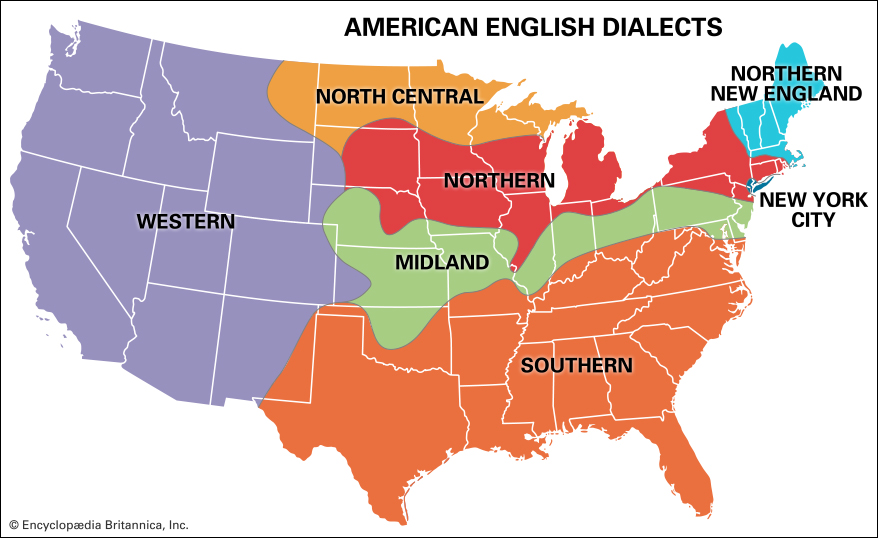 AMERICAN ENGLISH DIALECTS
NORTHERN
NEW ENGLAND
NORTH CENTRAL
NORTHERN
NEW YORK
CITY
WESTERN
MIDLAND
SOUTHERN
© Encyclopædia Britannica, Inc.